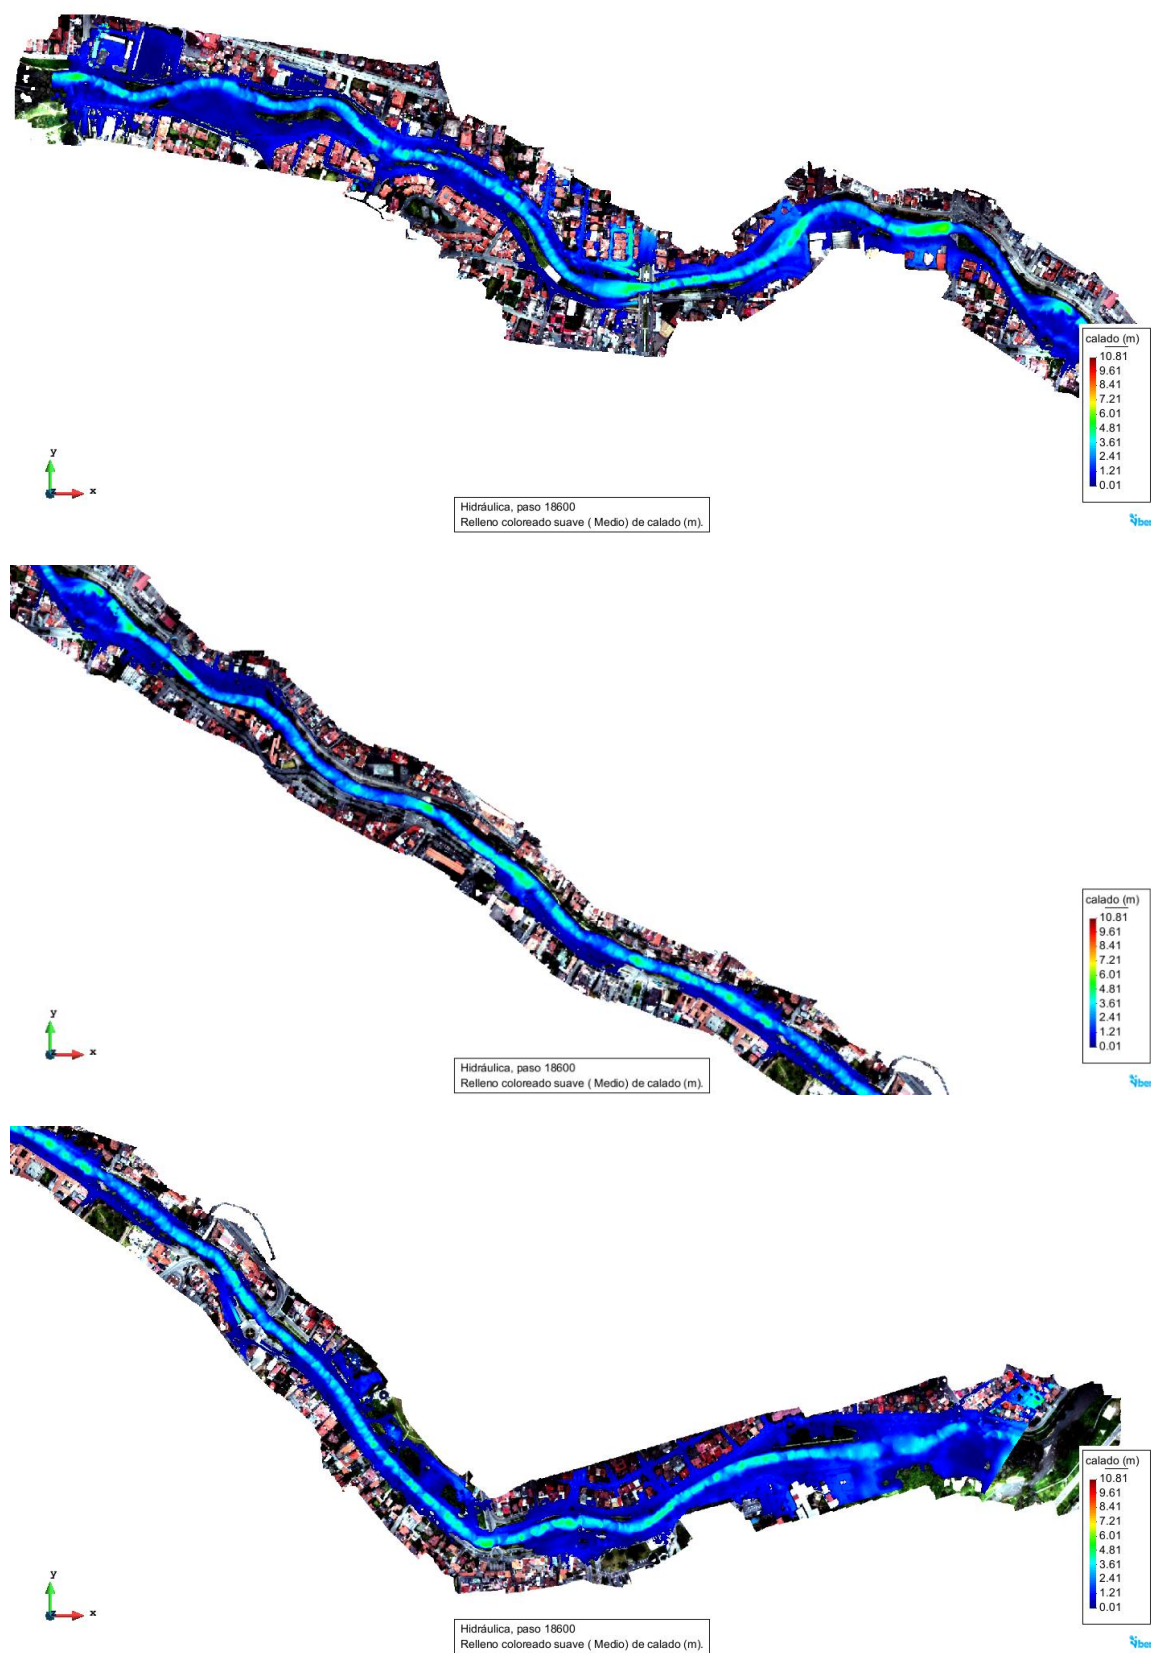 calado (m)
10.81
9.61
8.41
7.21
6.01
4.81
3.61
2.41
1.21
0.01
y
x
Hidráulica, paso 18600
Relleno coloreado suave ( Medio) de calado (m).
Iber
calado (m)
10.81
9.61
8.41
7.21
6.01
4.81
3.61
2.41
1.21
0.01
y
x
Hidráulica, paso 18600
Relleno coloreado suave ( Medio) de calado (m).
Iber
calado (m)
10.81
9.61
8.41
7.21
6.01
4.81
3.61
2.41
1.21
0.01
y
x
Hidráulica, paso 18600
Relleno coloreado suave ( Medio) de calado (m).
Iber